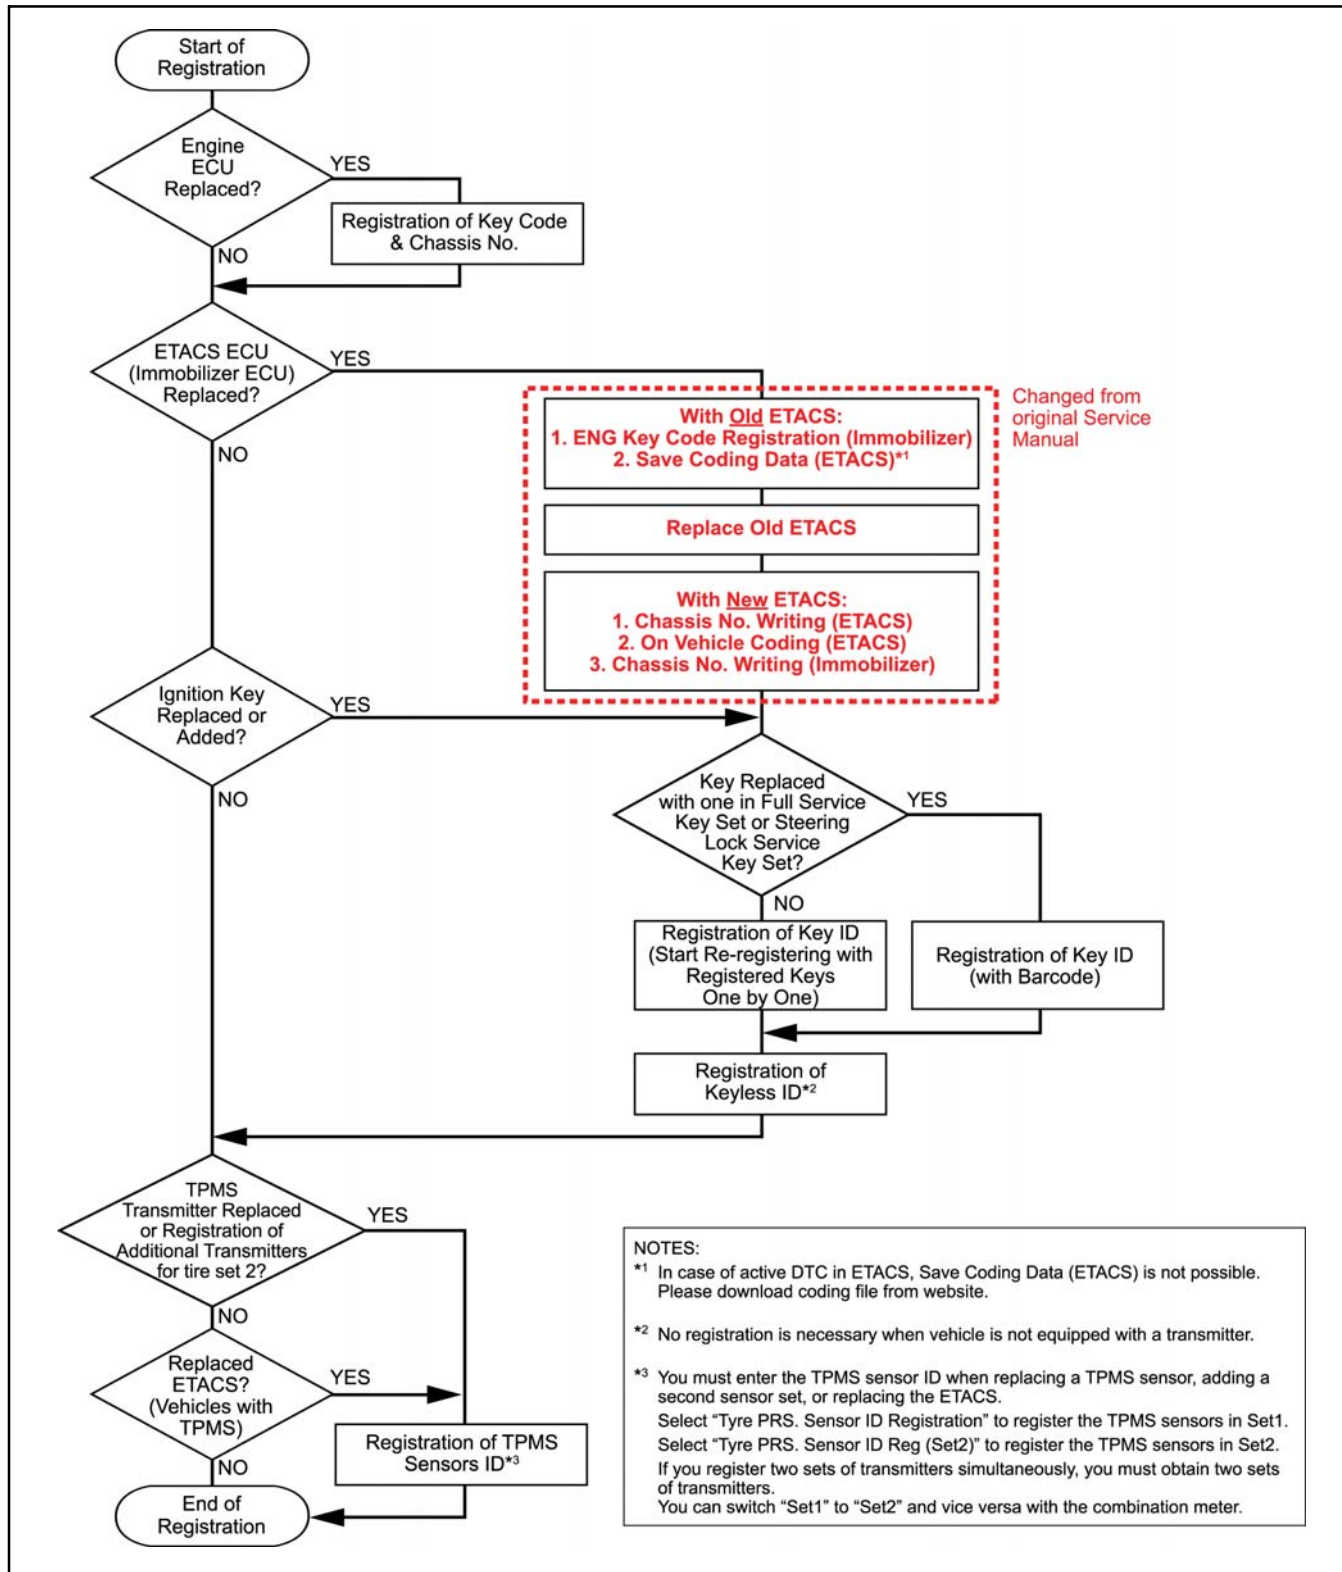 Start of
Registration
Engine
ECU
Replaced?
YES
Registration of Key Code
& Chassis No.
NO
ETACS ECU
(Immobilizer ECU)
Replaced?
YES
Changed from
original Service
Manual
With Old ETACS:
1. ENG Key Code Registration (Immobilizer)
2. Save Coding Data (ETACS)*1
NO
Replace Old ETACS
With New ETACS:
1. Chassis No. Writing (ETACS)
2. On Vehicle Coding (ETACS)
3. Chassis No. Writing (Immobilizer)
Ignition Key
Replaced or
Added?
YES
NO
Key Replaced
with one in Full Service
Key Set or Steering
Lock Service
Key Set?
YES
NO
Registration of Key ID
(Start Re-registering with
Registered Keys
One by One)
Registration of Key ID
(with Barcode)
Registration of
Keyless ID*2
TPMS
Transmitter Replaced
or Registration of
Additional Transmitters
for tire set 2?
YES
NO
Replaced
ETACS?
(Vehicles with
TPMS)
YES
NO
Registration of TPMS
Sensors ID*3
End of
Registration
NOTES:
*1 In case of active DTC in ETACS, Save Coding Data (ETACS) is not possible.
Please download coding file from website.
*2 No registration is necessary when vehicle is not equipped with a transmitter.
*3 You must enter the TPMS sensor ID when replacing a TPMS sensor, adding a
second sensor set, or replacing the ETACS.
Select “Tyre PRS. Sensor ID Registration” to register the TPMS sensors in Set1.
Select “Tyre PRS. Sensor ID Reg (Set2)” to register the TPMS sensors in Set2.
If you register two sets of transmitters simultaneously, you must obtain two sets
of transmitters.
You can switch “Set1” to “Set2” and vice versa with the combination meter.